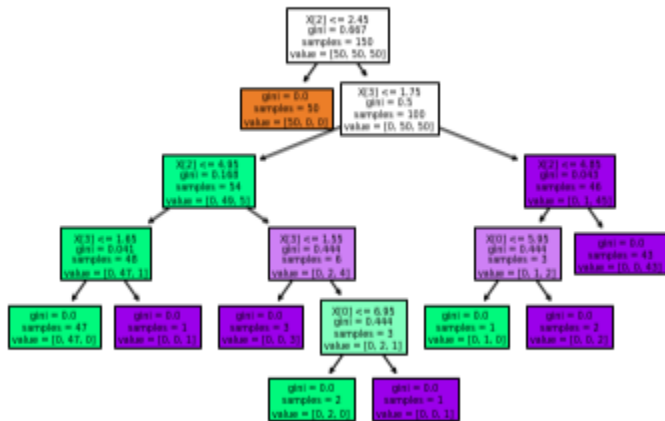 X[2] <= 2.45
gini = 0.667
samples = 150
value = [50, 50, 50]
gini = 0.0
samples = 50
value = [50, 0, 0]
X[3] <= 1.75
gini = 0.5
samples = 100
value = [0, 50, 50]
X[2] <= 4.95
gini = 0.168
samples = 54
value = [0, 49, 5]
X[2] <= 4.85
gini = 0.043
samples = 46
value = [0, 1, 45]
X[3] <= 1.65
gini = 0.041
samples = 48
value = [0, 47, 1]
X[3] <= 1.55
gini = 0.444
samples = 6
value = [0, 2, 4]
X[0] <= 5.95
gini = 0.444
samples = 3
value = [0, 1, 2]
gini = 0.0
samples = 43
value = [0, 0, 43]
gini = 0.0
samples = 47
value = [0, 47, 0]
gini = 0.0
samples = 1
value = [0, 0, 1]
gini = 0.0
samples = 3
value = [0, 0, 3]
X[0] <= 6.95
gini = 0.444
samples = 3
value = [0, 2, 1]
gini = 0.0
samples = 1
value = [0, 1, 0]
gini = 0.0
samples = 2
value = [0, 0, 2]
gini = 0.0
samples = 2
value = [0, 2, 0]
gini = 0.0
samples = 1
value = [0, 0, 1]